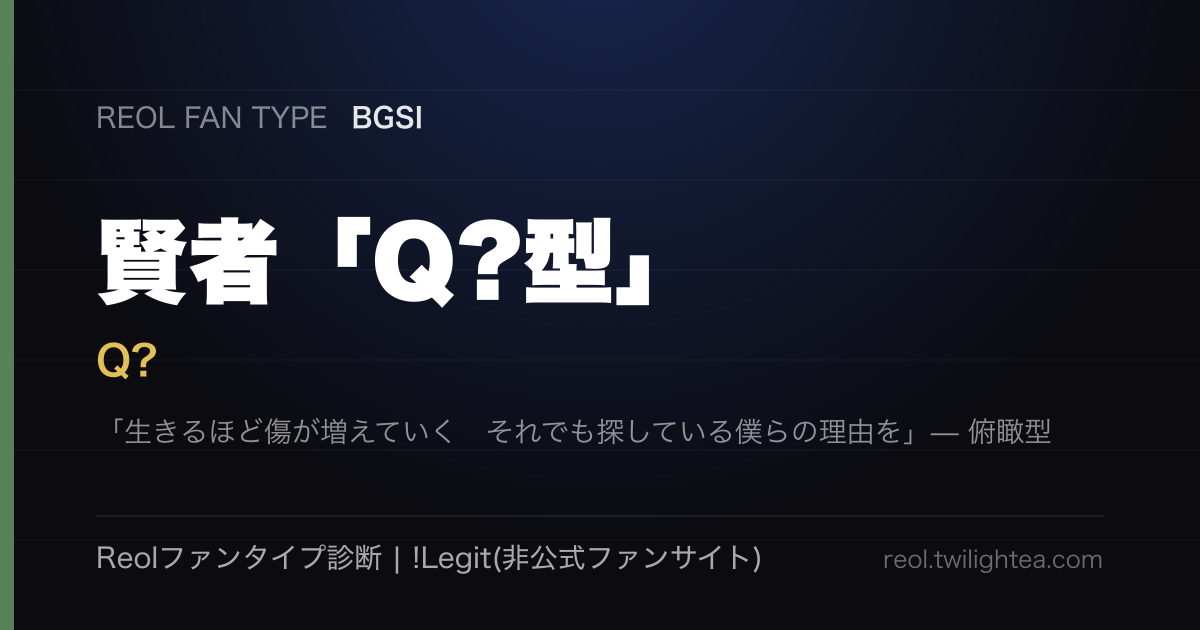 REOL FAN TYPE BGSI
賢者「Q?型」
Q?
「生きるほど傷が増えていく　それでも探している僕らの理由を」— 俯瞰型
Reolファンタイプ診断 | !Legit(非公式ファンサイト)
reol.twilightea.com